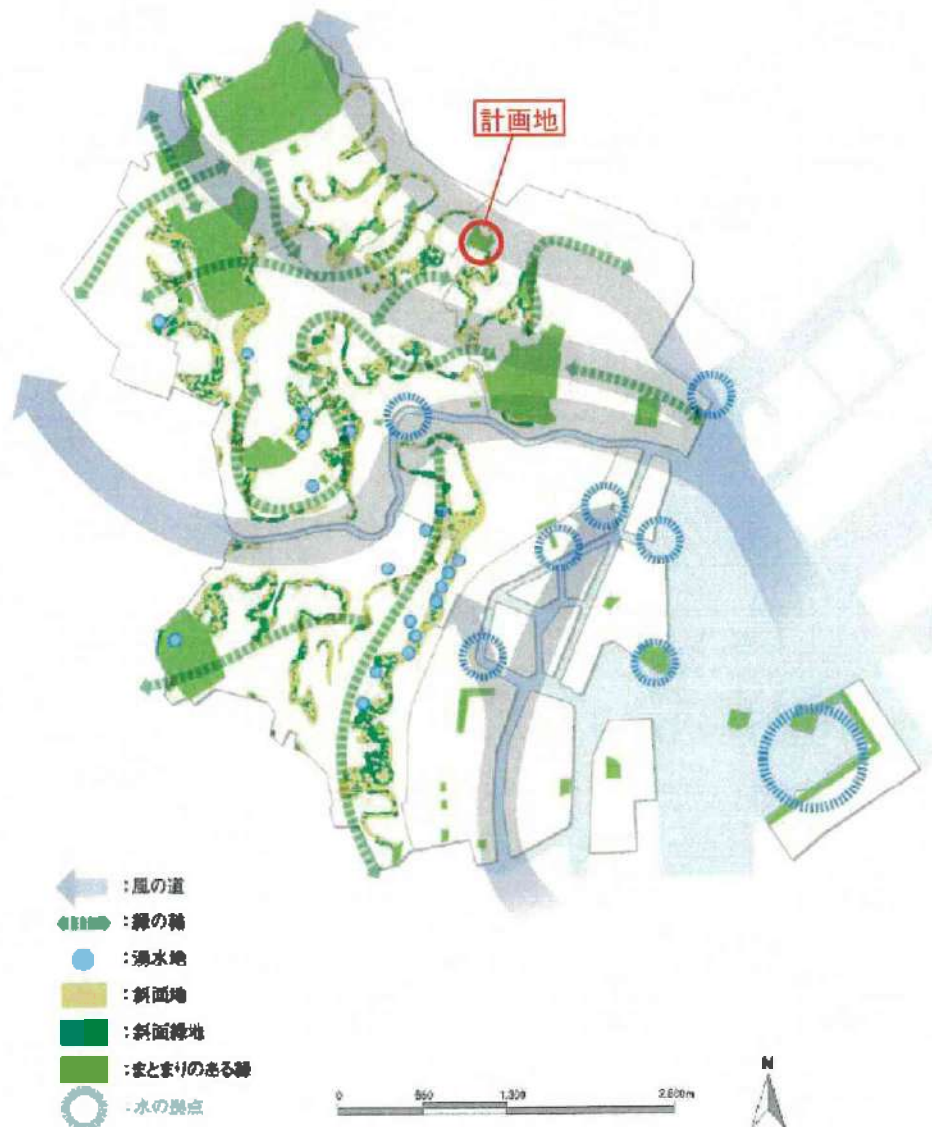 計画地
:風の道
:緑の軸
:湧水地
:斜面地
:斜面緑地
:まとまりのある緑
:水の拠点
0 650 1,300 2,600m
N